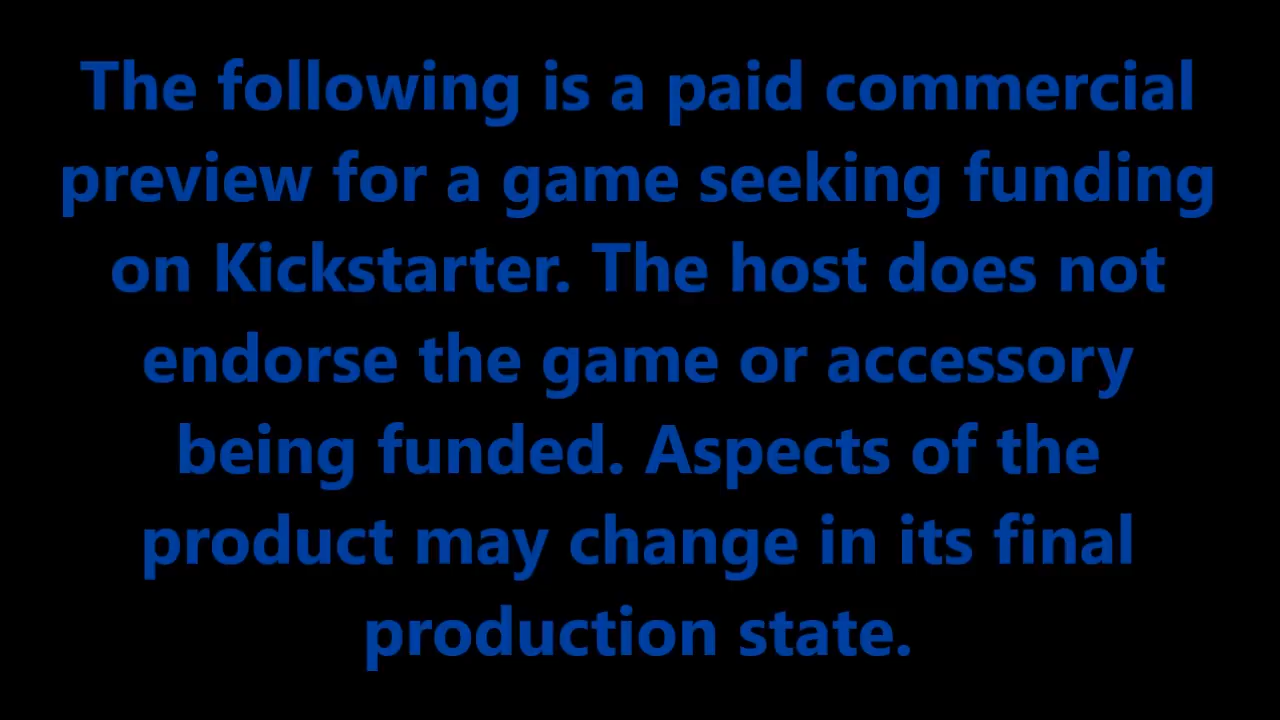 The following is a paid commercial
preview for a game seeking funding
on Kickstarter. The host does not
endorse the game or accessory
being funded. Aspects of the
product may change in its final
production state.